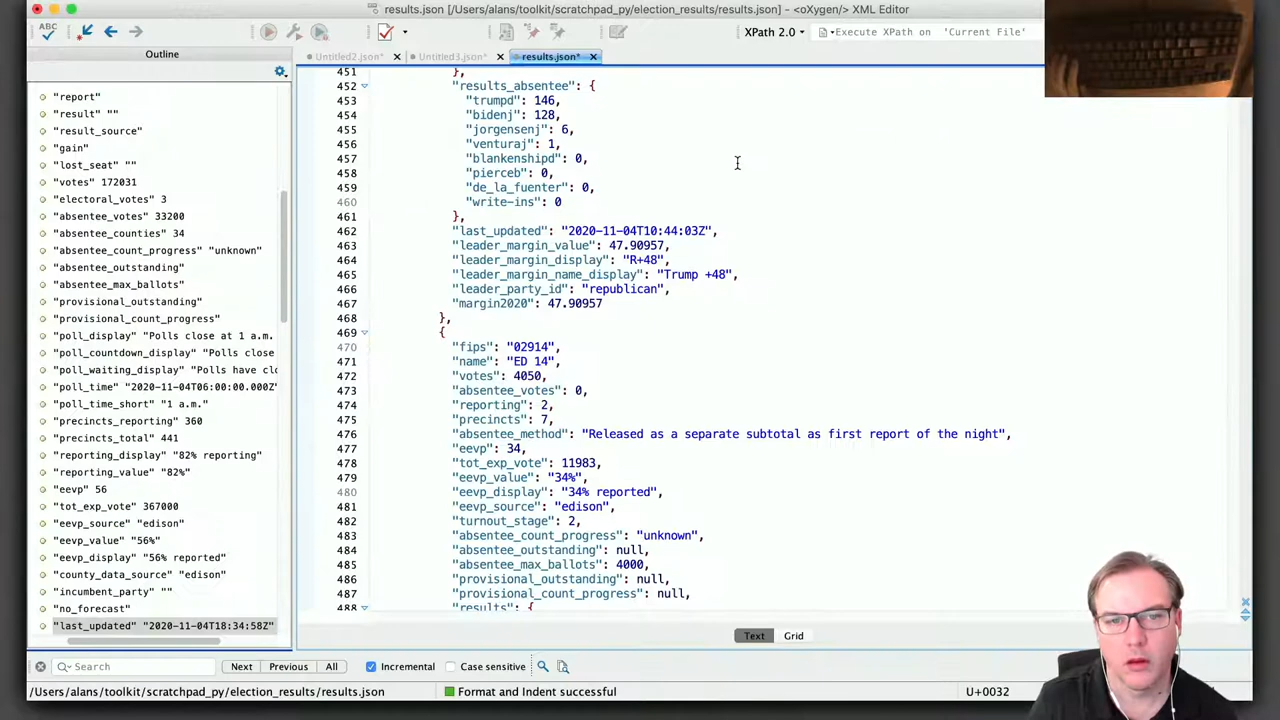 results.json [/Users/alans/toolkit/scratchpad_py/election_results/results.json] - <oXygen/> XML Editor
ABC
XPath 2.0
Execute XPath on 'Current File'
Outline
Untitled2.json*
Untitled3.json*
results.json*
"report"
"result" ""
"result_source"
"gain"
"lost_seat" ""
"votes" 172031
"electoral_votes" 3
"absentee_votes" 33200
"absentee_counties" 34
"absentee_count_progress" "unknown"
"absentee_outstanding"
"absentee_max_ballots"
"provisional_outstanding"
"provisional_count_progress"
"poll_display" "Polls close at 1 a.m.
"poll_countdown_display" "Polls close
"poll_waiting_display" "Polls have clo
"poll_time" "2020-11-04T06:00:00.000Z"
"poll_time_short" "1 a.m."
"precincts_reporting" 360
"precincts_total" 441
"reporting_display" "82% reporting"
"reporting_value" "82%"
"eevp" 56
"tot_exp_vote" 367000
"eevp_source" "edison"
"eevp_value" "56%"
"eevp_display" "56% reported"
"county_data_source" "edison"
"incumbent_party" ""
"no_forecast"
"last_updated" "2020-11-04T18:34:58Z"
451 },
452 "results_absentee": {
453 "trumpd": 146,
454 "bidenj": 128,
455 "jorgensenj": 6,
456 "venturaj": 1,
457 "blankenshipd": 0,
458 "pierceb": 0,
459 "de_la_fuenter": 0,
460 "write-ins": 0
461 },
462 "last_updated": "2020-11-04T10:44:03Z",
463 "leader_margin_value": 47.90957,
464 "leader_margin_display": "R+48",
465 "leader_margin_name_display": "Trump +48",
466 "leader_party_id": "republican",
467 "margin2020": 47.90957
468 },
469 {
470 "fips": "02914",
471 "name": "ED 14",
472 "votes": 4050,
473 "absentee_votes": 0,
474 "reporting": 2,
475 "precincts": 7,
476 "absentee_method": "Released as a separate subtotal as first report of the night",
477 "eevp": 34,
478 "tot_exp_vote": 11983,
479 "eevp_value": "34%",
480 "eevp_display": "34% reported",
481 "eevp_source": "edison",
482 "turnout_stage": 2,
483 "absentee_count_progress": "unknown",
484 "absentee_outstanding": null,
485 "absentee_max_ballots": 4000,
486 "provisional_outstanding": null,
487 "provisional_count_progress": null,
488 "results": {
Text
Grid
Search
Next
Previous
All
Incremental
Case sensitive
/Users/alans/toolkit/scratchpad_py/election_results/results.json
Format and Indent successful
U+0032